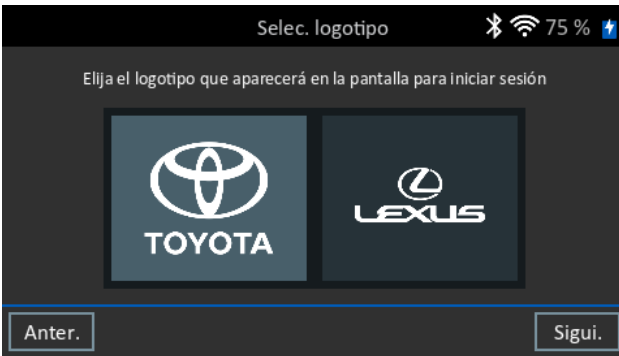 Selec. logotipo 75 %
Elija el logotipo que aparecerá en la pantalla para iniciar sesión
TOYOTA LEXUS
Anter. Sigui.